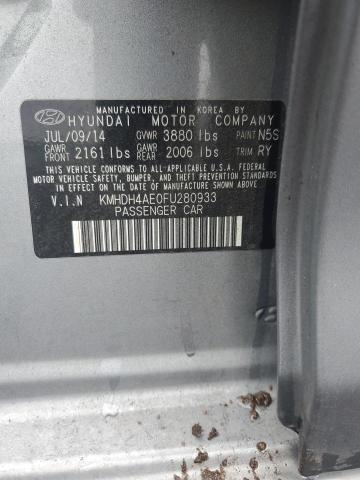 MANUFACTURED IN KOREA BY
HYUNDAI MOTOR COMPANY
JUL/09/14 GVWR 3880 lbs PAINT N5S
GAWR FRONT 2161 lbs GAWR REAR 2006 lbs TRIM RY
THIS VEHICLE CONFORMS TO ALL APPLICABLE U.S.A. FEDERAL
MOTOR VEHICLE SAFETY, BUMPER, AND THEFT PREVENTION
STANDARDS IN EFFECT ON THE DATE OF MANUFACTURE SHOWN ABOVE.
V.I.N KMHDH4AE0FU280933
PASSENGER CAR